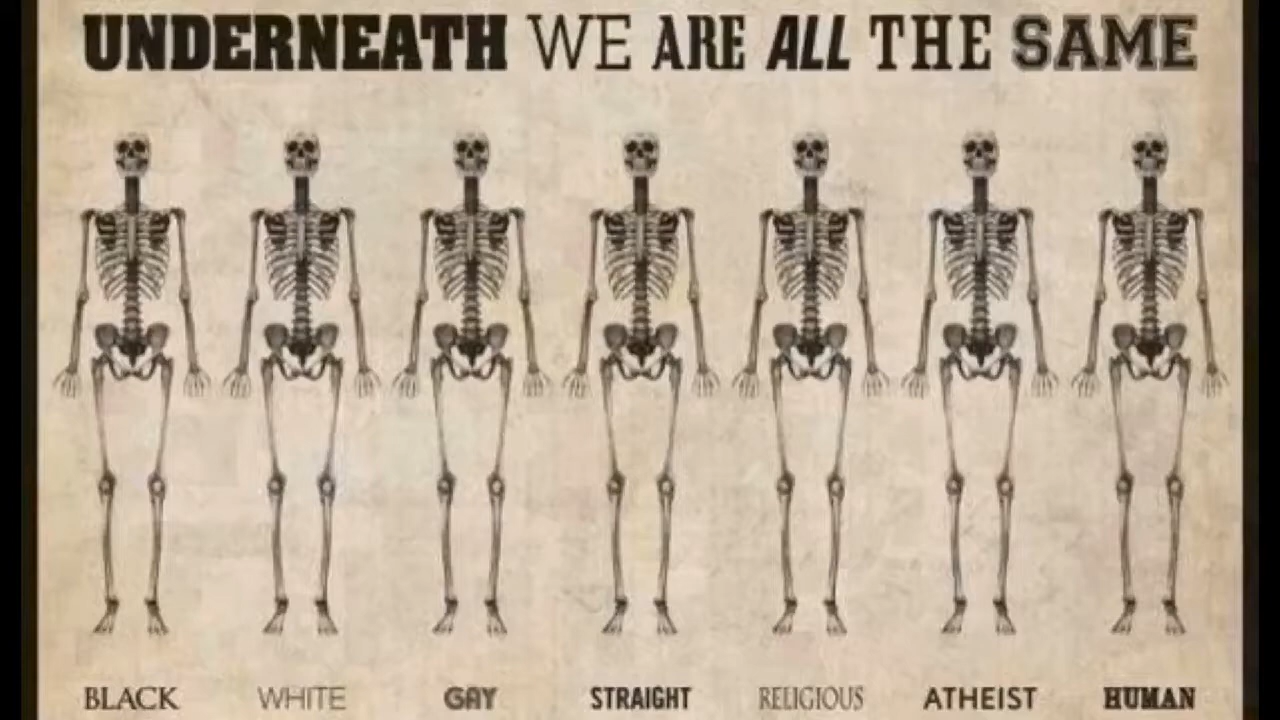 UNDERNEATH WE ARE ALL THE SAME
BLACK WHITE GAY STRAIGHT RELIGIOUS ATHEIST HUMAN